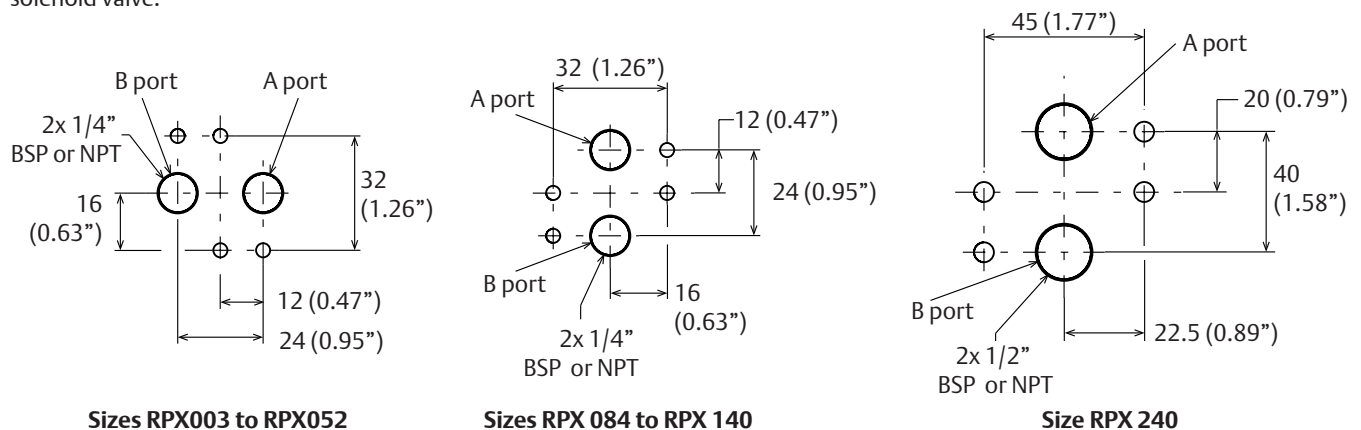 solenoid valve.
B port
A port
2x 1/4”
BSP or NPT
16
(0.63”)
32
(1.26”)
12 (0.47”)
24 (0.95”)
Sizes RPX003 to RPX052
32 (1.26”)
A port
12 (0.47”)
24 (0.95”)
B port
16
(0.63”)
2x 1/4”
BSP or NPT
Sizes RPX 084 to RPX 140
45 (1.77”)
A port
20 (0.79”)
40
(1.58”)
B port
22.5 (0.89”)
2x 1/2”
BSP or NPT
Size RPX 240